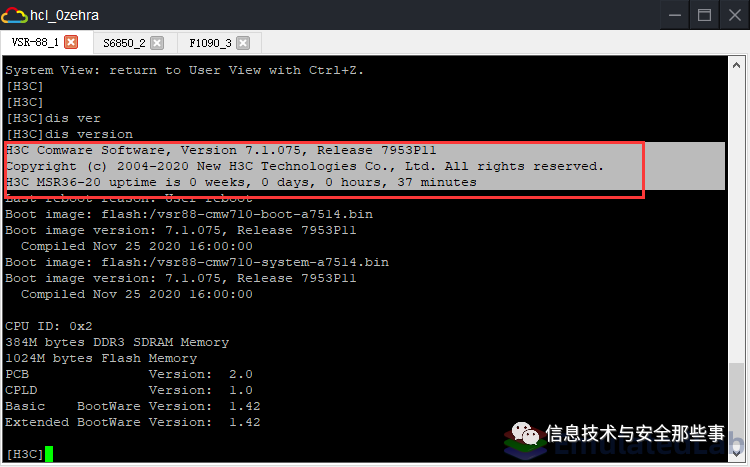 hcl_0zehra
VSR-88_1 S6850_2 F1090_3
System View: return to User View with Ctrl+Z.
[H3C]
[H3C]
[H3C]dis ver
[H3C]dis version
H3C Comware Software, Version 7.1.075, Release 7953P11
Copyright (c) 2004-2020 New H3C Technologies Co., Ltd. All rights reserved.
H3C MSR36-20 uptime is 0 weeks, 0 days, 0 hours, 37 minutes
Last reboot reason: User reboot
Boot image: flash:/vsr88-cmw710-boot-a7514.bin
Boot image version: 7.1.075, Release 7953P11
Compiled Nov 25 2020 16:00:00
Boot image: flash:/vsr88-cmw710-system-a7514.bin
Boot image version: 7.1.075, Release 7953P11
Compiled Nov 25 2020 16:00:00
CPU ID: 0x2
384M bytes DDR3 SDRAM Memory
1024M bytes Flash Memory
PCB Version: 2.0
CPLD Version: 1.0
Basic BootWare Version: 1.42
Extended BootWare Version: 1.42
[H3C]
信息技术与安全那些事
EmulatedLab